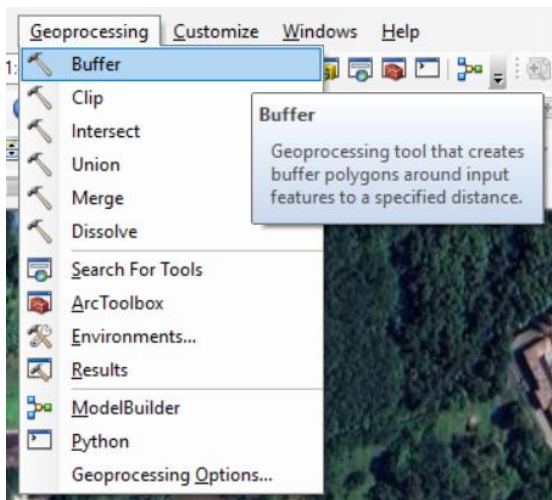 Geoprocessing Customize Windows Help
1:
Buffer
Clip
Intersect
Union
Merge
Dissolve
Search For Tools
ArcToolbox
Environments...
Results
ModelBuilder
Python
Geoprocessing Options...
Buffer
Geoprocessing tool that creates
buffer polygons around input
features to a specified distance.